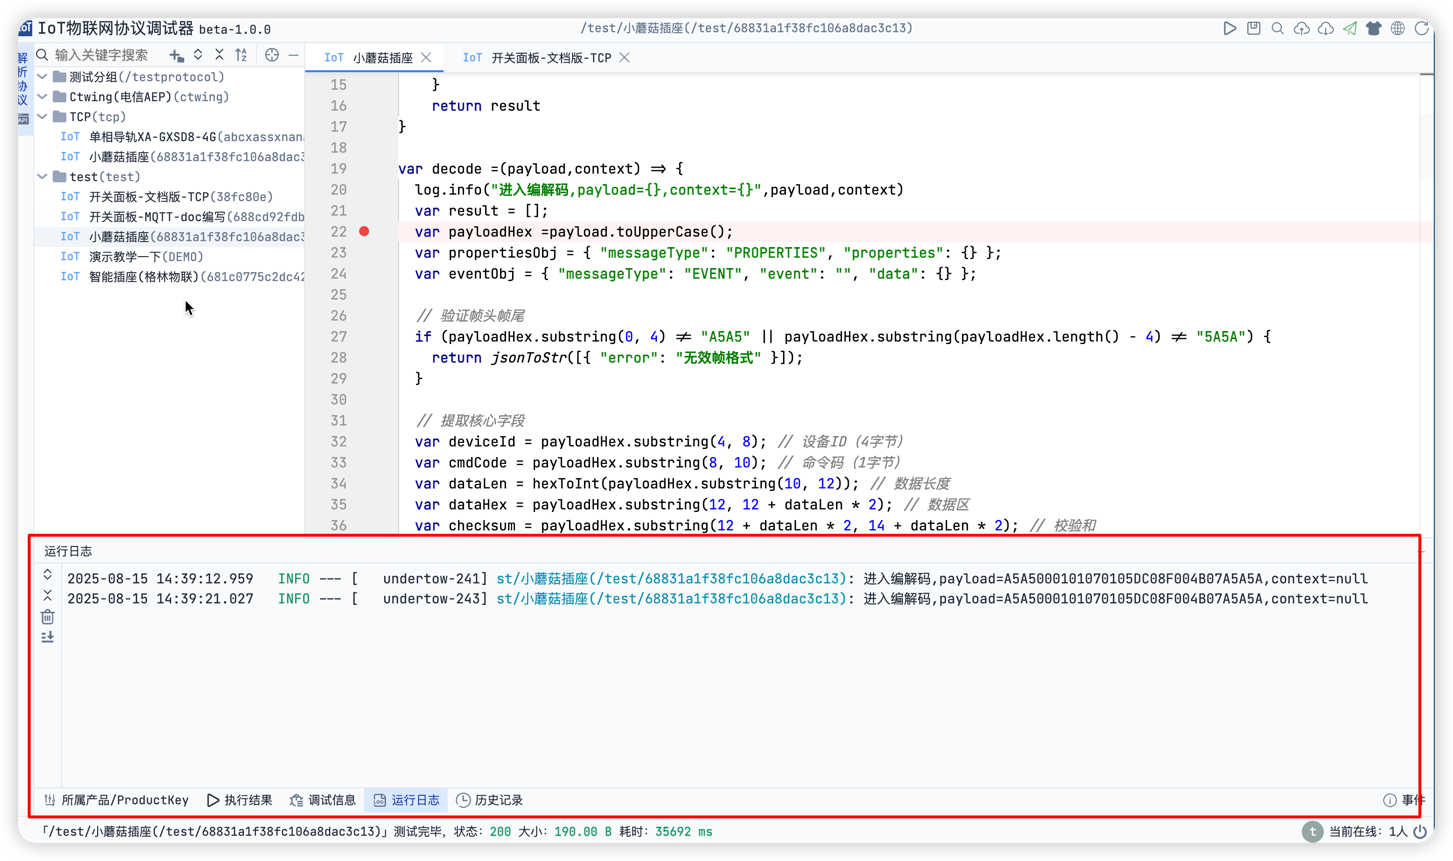 IoT IoT物联网协议调试器 beta-1.0.0
/test/小蘑菇插座(/test/68831a1f38fc106a8dac3c13)
解析协议
API
输入关键字搜索
测试分组(/testprotocol)
Ctwing(电信AEP)(ctwing)
TCP(tcp)
IoT 单相导轨XA-GXSD8-4G(abcxassxnan
IoT 小蘑菇插座(68831a1f38fc106a8dac3
test(test)
IoT 开关面板-文档版-TCP(38fc80e)
IoT 开关面板-MQTT-doc编写(688cd92fdb
IoT 小蘑菇插座(68831a1f38fc106a8dac3
IoT 演示教学一下(DEMO)
IoT 智能插座(格林物联)(681c0775c2dc42
IoT 小蘑菇插座
IoT 开关面板-文档版-TCP
15 }
16 return result
17 }
18
19 var decode =(payload,context) => {
20 log.info("进入编解码,payload={},context={}",payload,context)
21 var result = [];
22 var payloadHex =payload.toUpperCase();
23 var propertiesObj = { "messageType": "PROPERTIES", "properties": {} };
24 var eventObj = { "messageType": "EVENT", "event": "", "data": {} };
25
26 // 验证帧头帧尾
27 if (payloadHex.substring(0, 4) != "A5A5" || payloadHex.substring(payloadHex.length() - 4) != "5A5A") {
28 return jsonToStr([{ "error": "无效帧格式" }]);
29 }
30
31 // 提取核心字段
32 var deviceId = payloadHex.substring(4, 8); // 设备ID（4字节）
33 var cmdCode = payloadHex.substring(8, 10); // 命令码（1字节）
34 var dataLen = hexToInt(payloadHex.substring(10, 12)); // 数据长度
35 var dataHex = payloadHex.substring(12, 12 + dataLen * 2); // 数据区
36 var checksum = payloadHex.substring(12 + dataLen * 2, 14 + dataLen * 2); // 校验和
运行日志
2025-08-15 14:39:12.959 INFO --- [ undertow-241] st/小蘑菇插座(/test/68831a1f38fc106a8dac3c13): 进入编解码,payload=A5A5000101070105DC08F004B07A5A5A,context=null
2025-08-15 14:39:21.027 INFO --- [ undertow-243] st/小蘑菇插座(/test/68831a1f38fc106a8dac3c13): 进入编解码,payload=A5A5000101070105DC08F004B07A5A5A,context=null
所属产品/ProductKey 执行结果 调试信息 运行日志 历史记录 事件
「/test/小蘑菇插座(/test/68831a1f38fc106a8dac3c13)」测试完毕，状态: 200 大小: 190.00 B 耗时: 35692 ms
t 当前在线: 1人